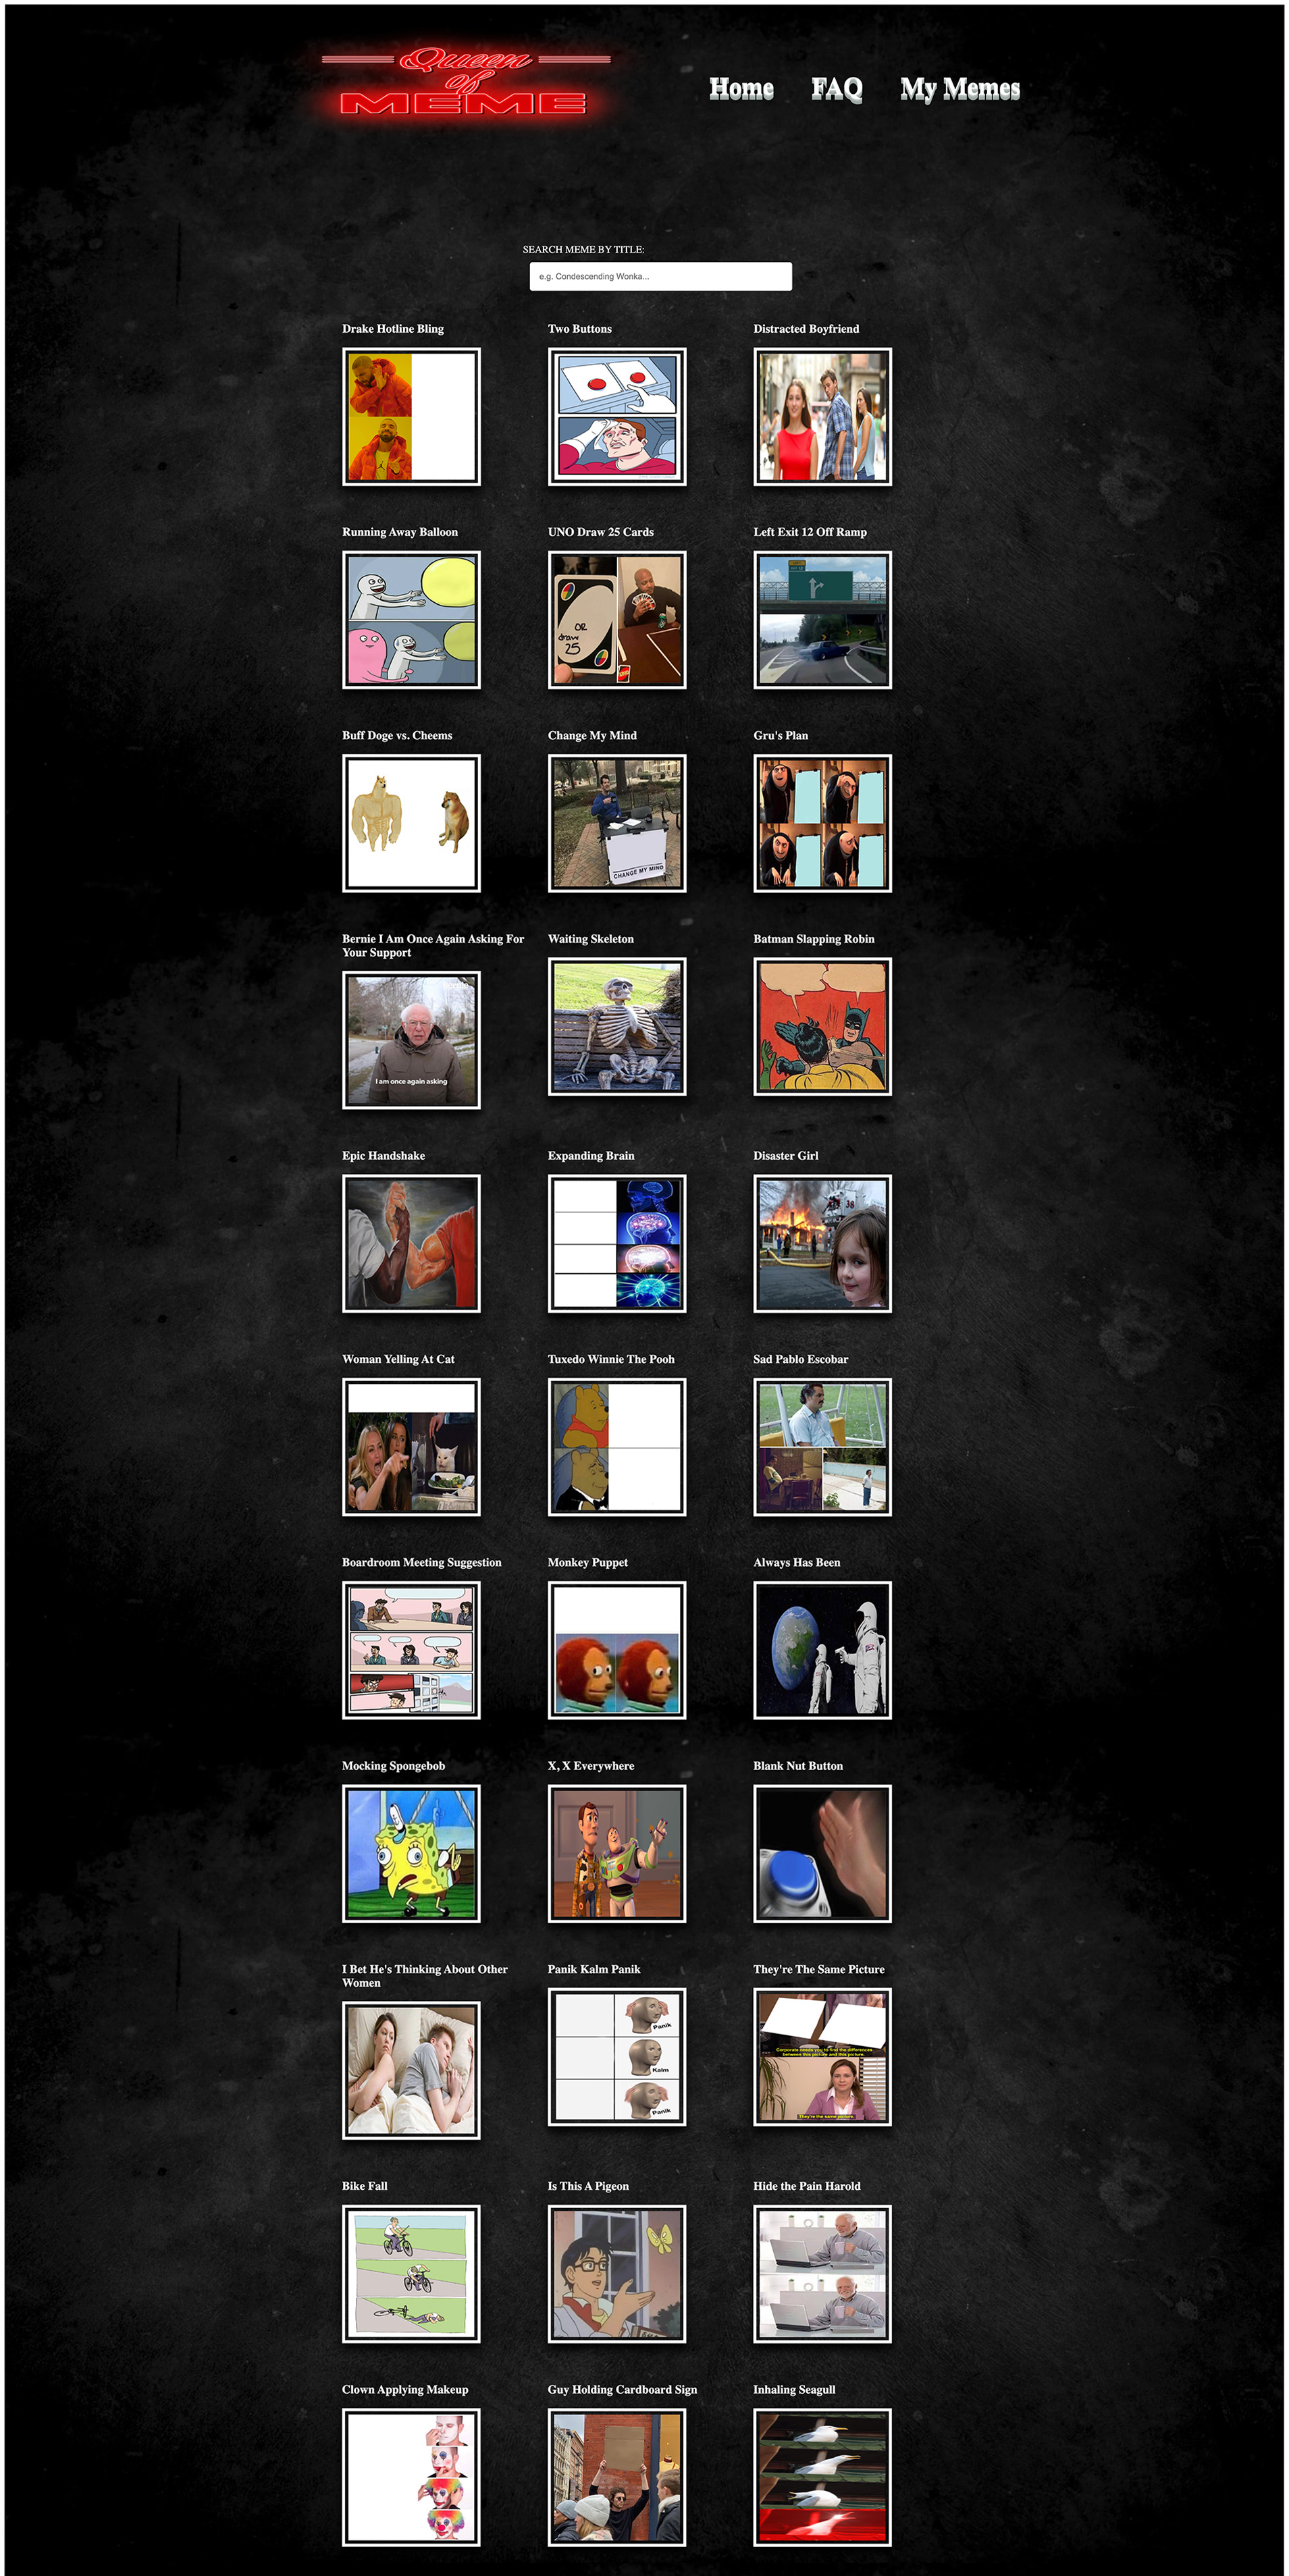 Queen
of
MEME
Home FAQ My Memes
SEARCH MEME BY TITLE:
e.g. Condescending Wonka...
Drake Hotline Bling
Two Buttons
Distracted Boyfriend
Running Away Balloon
UNO Draw 25 Cards
OR
draw
25
Left Exit 12 Off Ramp
Buff Doge vs. Cheems
Change My Mind
CHANGE MY MIND
Gru's Plan
Bernie I Am Once Again Asking For
Your Support
I am once again asking
Waiting Skeleton
Batman Slapping Robin
Epic Handshake
Expanding Brain
Disaster Girl
Woman Yelling At Cat
Tuxedo Winnie The Pooh
Sad Pablo Escobar
Boardroom Meeting Suggestion
Monkey Puppet
Always Has Been
Mocking Spongebob
X, X Everywhere
Blank Nut Button
I Bet He's Thinking About Other
Women
Panik Kalm Panik
Panik
Kalm
Panik
They're The Same Picture
Corporate needs you to find the differences
between this picture and this picture.
They're the same picture.
Bike Fall
Is This A Pigeon
Hide the Pain Harold
Clown Applying Makeup
Guy Holding Cardboard Sign
Inhaling Seagull